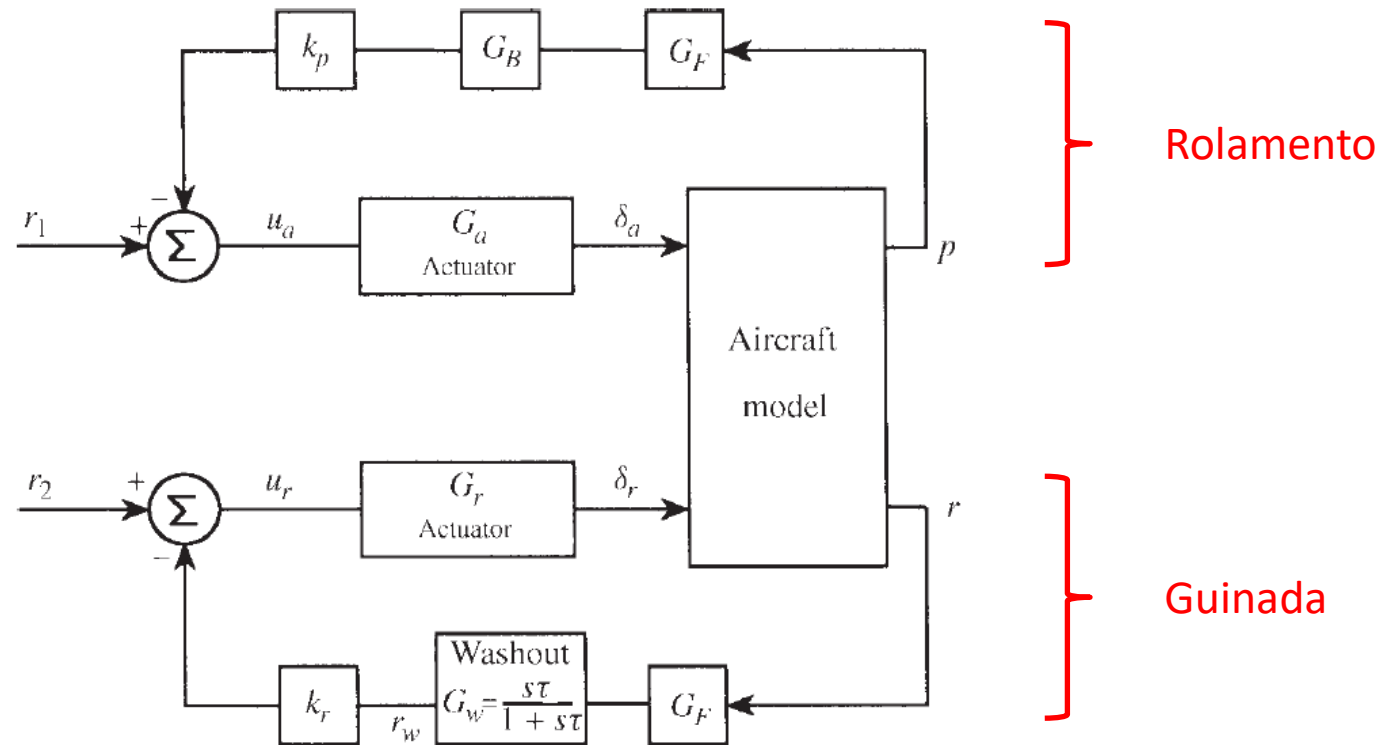 k_p
G_B
G_F
Rolamento
−
r_1
+
Σ
u_a
G_a
Actuator
δ_a
p
Aircraft
model
r_2
+
Σ
−
u_r
G_r
Actuator
δ_r
r
Guinada
k_r
r_w
Washout
G_w = sτ / 1 + sτ
G_F